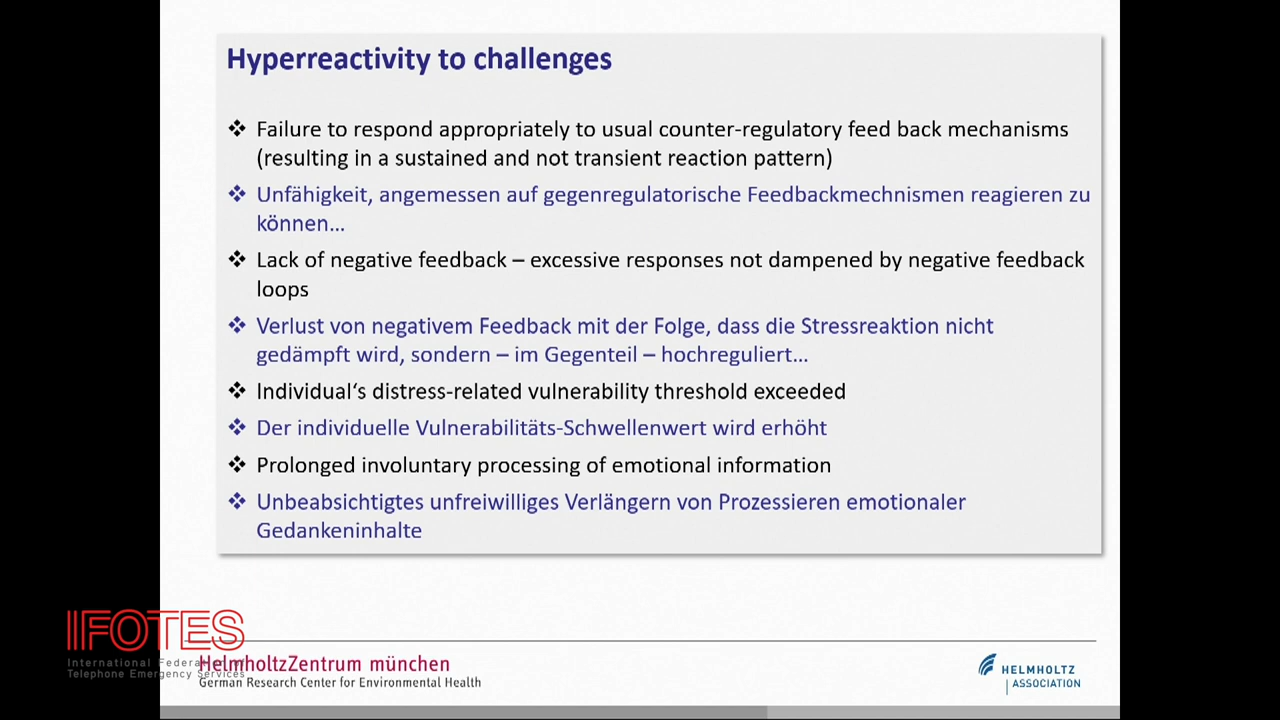 Hyperreactivity to challenges
❖ Failure to respond appropriately to usual counter-regulatory feed back mechanisms
(resulting in a sustained and not transient reaction pattern)
❖ Unfähigkeit, angemessen auf gegenregulatorische Feedbackmechnismen reagieren zu
können…
❖ Lack of negative feedback – excessive responses not dampened by negative feedback
loops
❖ Verlust von negativem Feedback mit der Folge, dass die Stressreaktion nicht
gedämpft wird, sondern – im Gegenteil – hochreguliert…
❖ Individual‘s distress-related vulnerability threshold exceeded
❖ Der individuelle Vulnerabilitäts-Schwellenwert wird erhöht
❖ Prolonged involuntary processing of emotional information
❖ Unbeabsichtigtes unfreiwilliges Verlängern von Prozessieren emotionaler
Gedankeninhalte
IFOTES
International Federation of
Telephone Emergency Services
HelmholtzZentrum münchen
German Research Center for Environmental Health
HELMHOLTZ
ASSOCIATION